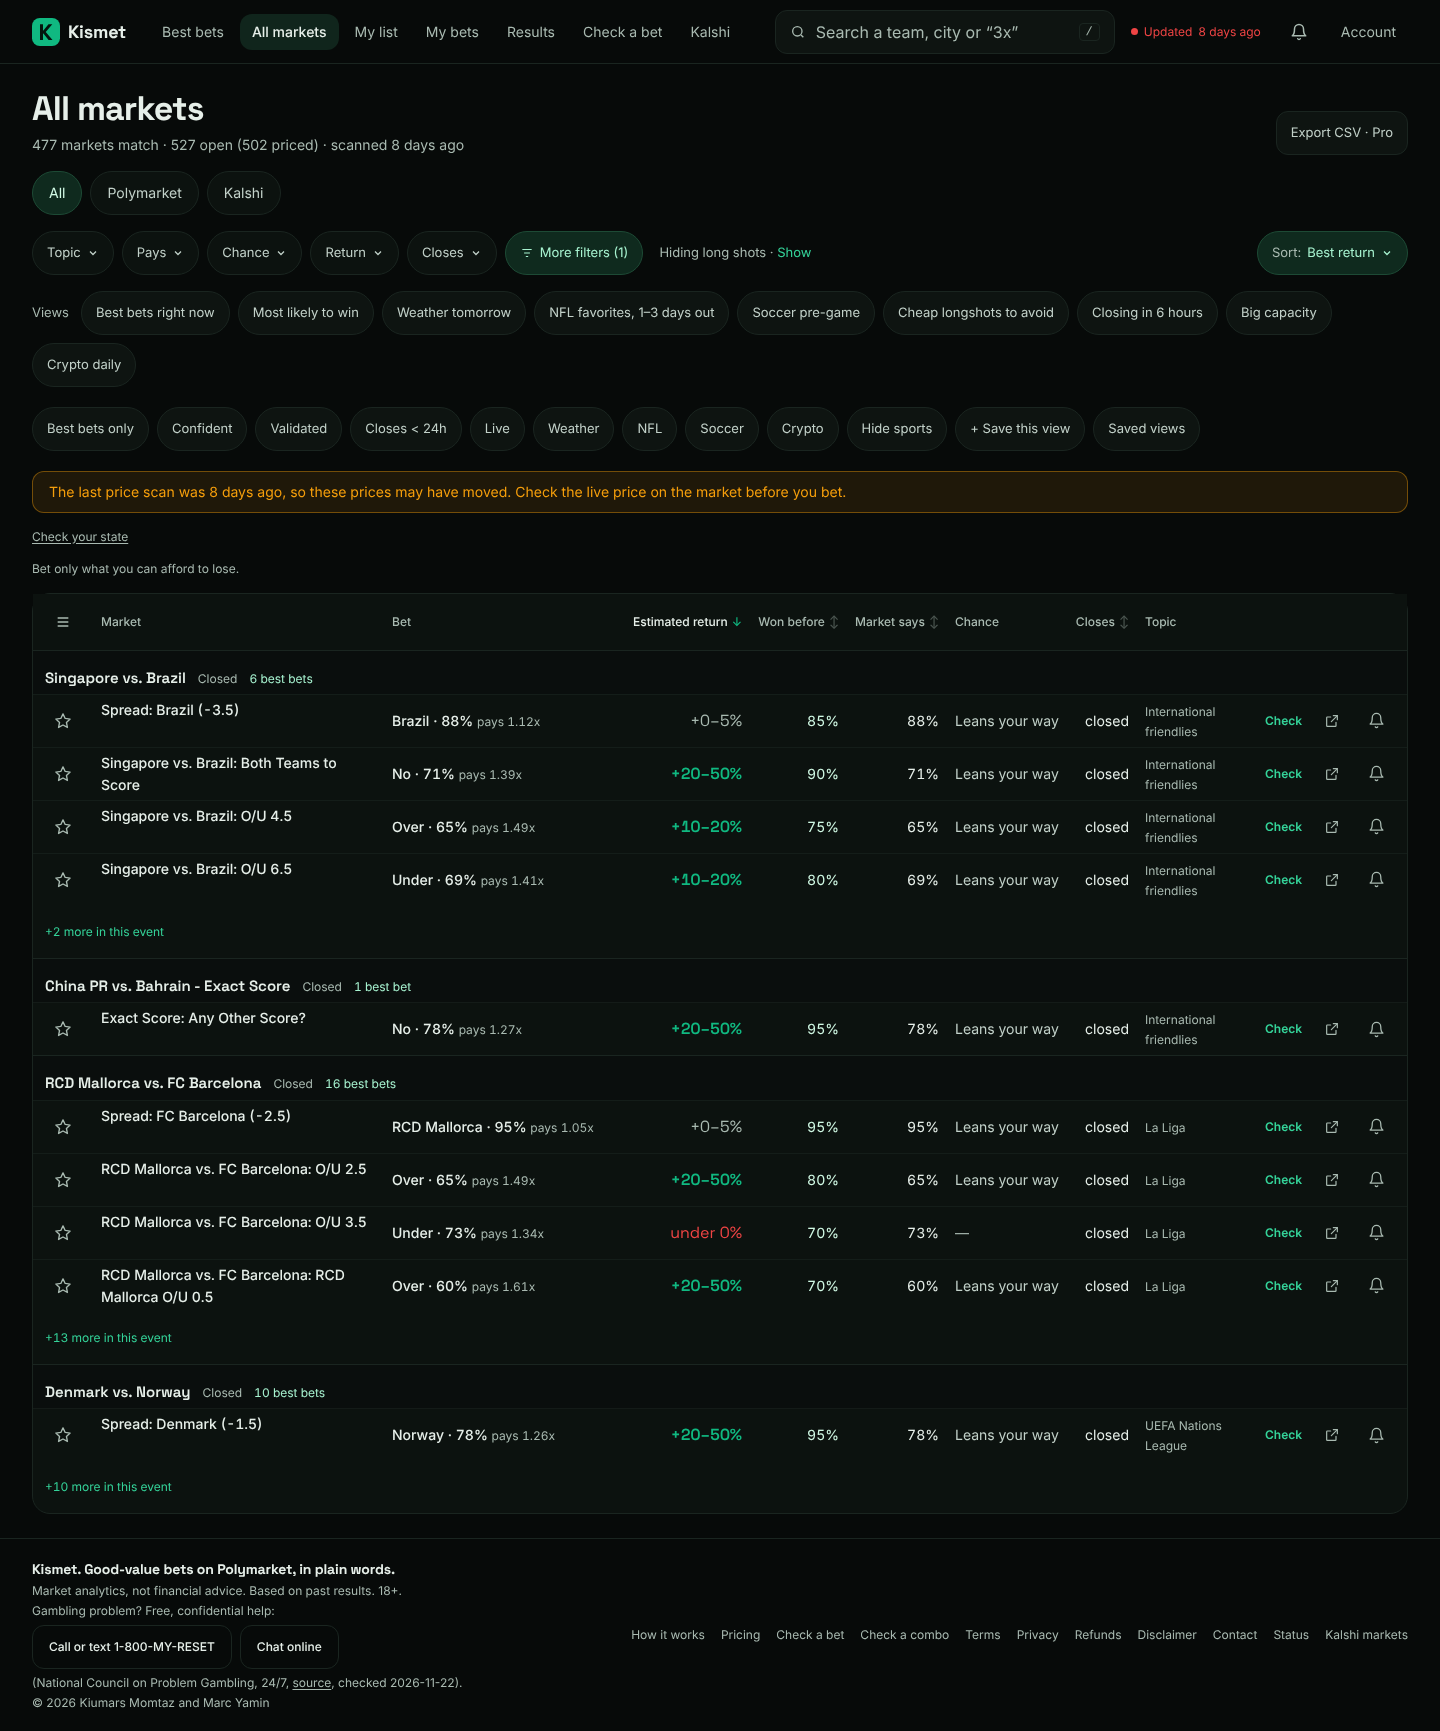 K Kismet Best bets All markets My list My bets Results Check a bet Kalshi Search a team, city or “3x” / Updated 8 days ago Account
All markets
477 markets match · 527 open (502 priced) · scanned 8 days ago
Export CSV · Pro
All Polymarket Kalshi
Topic Pays Chance Return Closes More filters (1) Hiding long shots · Show Sort: Best return
Views Best bets right now Most likely to win Weather tomorrow NFL favorites, 1–3 days out Soccer pre-game Cheap longshots to avoid Closing in 6 hours Big capacity
Crypto daily
Best bets only Confident Validated Closes < 24h Live Weather NFL Soccer Crypto Hide sports + Save this view Saved views
The last price scan was 8 days ago, so these prices may have moved. Check the live price on the market before you bet.
Check your state
Bet only what you can afford to lose.
Market Bet Estimated return ↓ Won before Market says Chance Closes Topic
Singapore vs. Brazil Closed 6 best bets
Spread: Brazil (-3.5) Brazil · 88% pays 1.12x +0–5% 85% 88% Leans your way closed International friendlies Check
Singapore vs. Brazil: Both Teams to Score No · 71% pays 1.39x +20–50% 90% 71% Leans your way closed International friendlies Check
Singapore vs. Brazil: O/U 4.5 Over · 65% pays 1.49x +10–20% 75% 65% Leans your way closed International friendlies Check
Singapore vs. Brazil: O/U 6.5 Under · 69% pays 1.41x +10–20% 80% 69% Leans your way closed International friendlies Check
+2 more in this event
China PR vs. Bahrain - Exact Score Closed 1 best bet
Exact Score: Any Other Score? No · 78% pays 1.27x +20–50% 95% 78% Leans your way closed International friendlies Check
RCD Mallorca vs. FC Barcelona Closed 16 best bets
Spread: FC Barcelona (-2.5) RCD Mallorca · 95% pays 1.05x +0–5% 95% 95% Leans your way closed La Liga Check
RCD Mallorca vs. FC Barcelona: O/U 2.5 Over · 65% pays 1.49x +20–50% 80% 65% Leans your way closed La Liga Check
RCD Mallorca vs. FC Barcelona: O/U 3.5 Under · 73% pays 1.34x under 0% 70% 73% — closed La Liga Check
RCD Mallorca vs. FC Barcelona: RCD Mallorca O/U 0.5 Over · 60% pays 1.61x +20–50% 70% 60% Leans your way closed La Liga Check
+13 more in this event
Denmark vs. Norway Closed 10 best bets
Spread: Denmark (-1.5) Norway · 78% pays 1.26x +20–50% 95% 78% Leans your way closed UEFA Nations League Check
+10 more in this event
Kismet. Good-value bets on Polymarket, in plain words.
Market analytics, not financial advice. Based on past results. 18+.
Gambling problem? Free, confidential help:
Call or text 1-800-MY-RESET Chat online
(National Council on Problem Gambling, 24/7, source, checked 2026-11-22).
© 2026 Kiumars Momtaz and Marc Yamin
How it works Pricing Check a bet Check a combo Terms Privacy Refunds Disclaimer Contact Status Kalshi markets